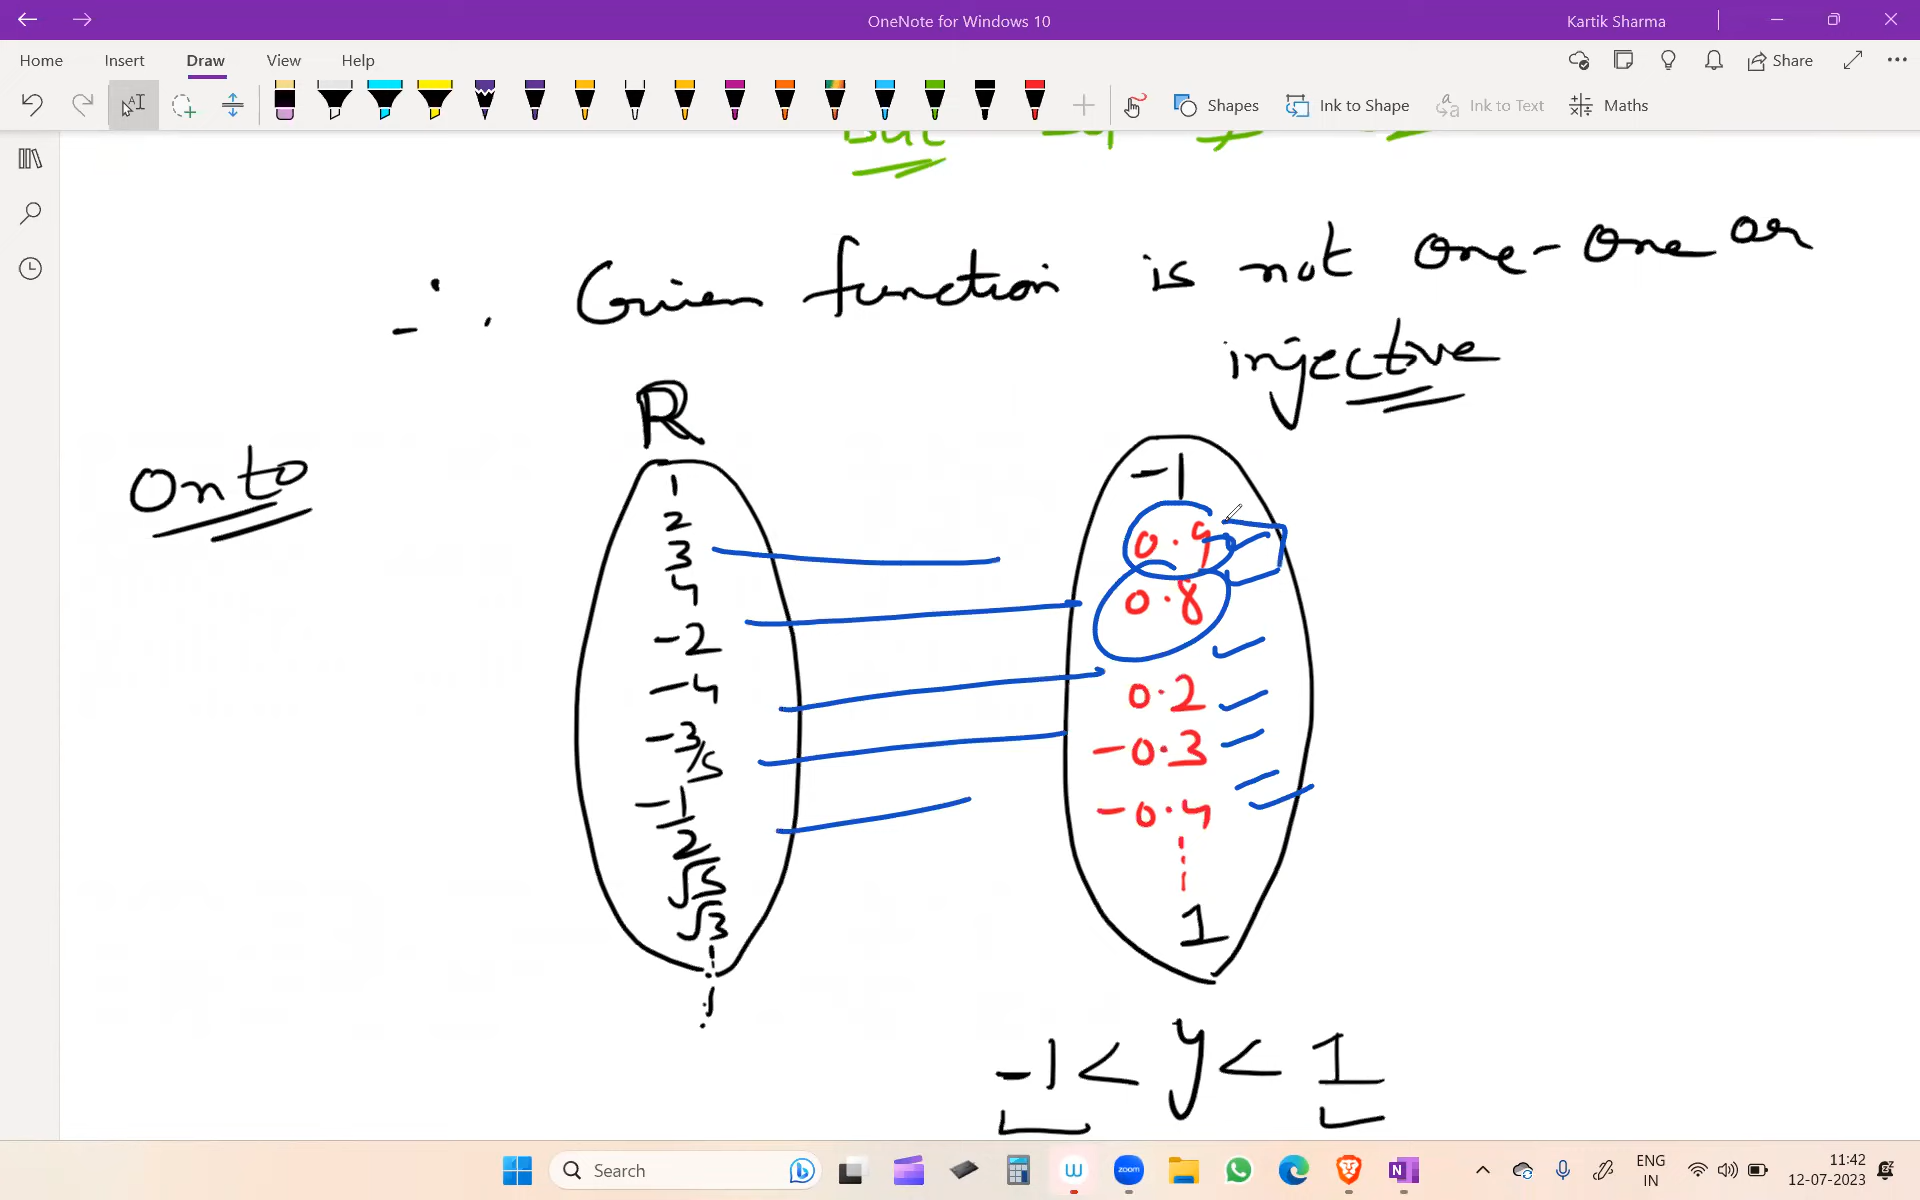 OneNote for Windows 10
Kartik Sharma
Home Insert Draw View Help
Share
Shapes Ink to Shape Ink to Text Maths
But
∴ Given function is not One-One or
injective
Onto
R
1
2
3
4
-2
-4
-3/5
-1/2
√5
√3
-1
0.9
0.8
0.2
-0.3
-0.4
1
-1 < y < 1
Search
zoom
ENG
IN
11:42
12-07-2023